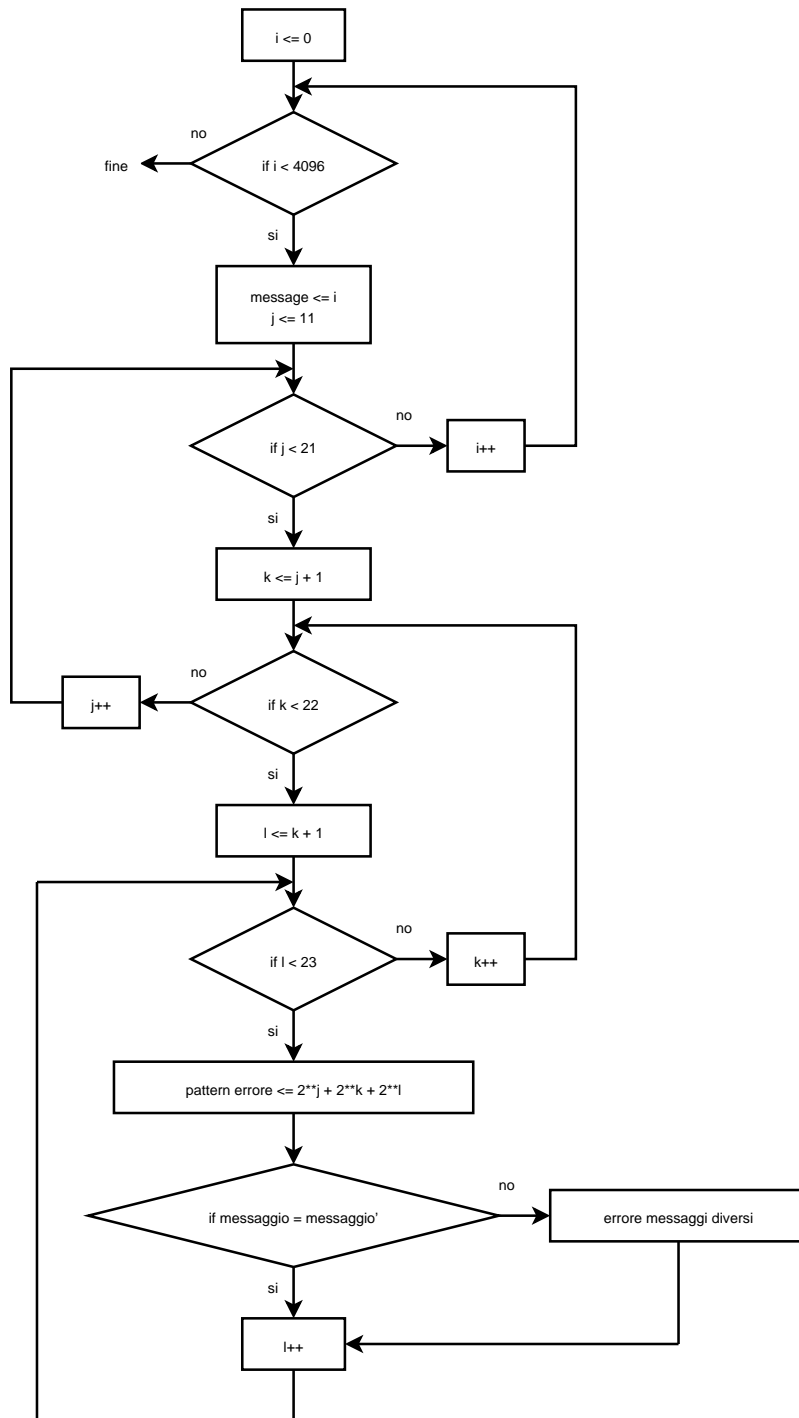 i <= 0
no
fine
if i < 4096
si
message <= i
j <= 11
if j < 21
no
i++
si
k <= j + 1
no
j++
if k < 22
si
l <= k + 1
if l < 23
no
k++
si
pattern errore <= 2**j + 2**k + 2**l
if messaggio = messaggio'
no
errore messaggi diversi
si
l++